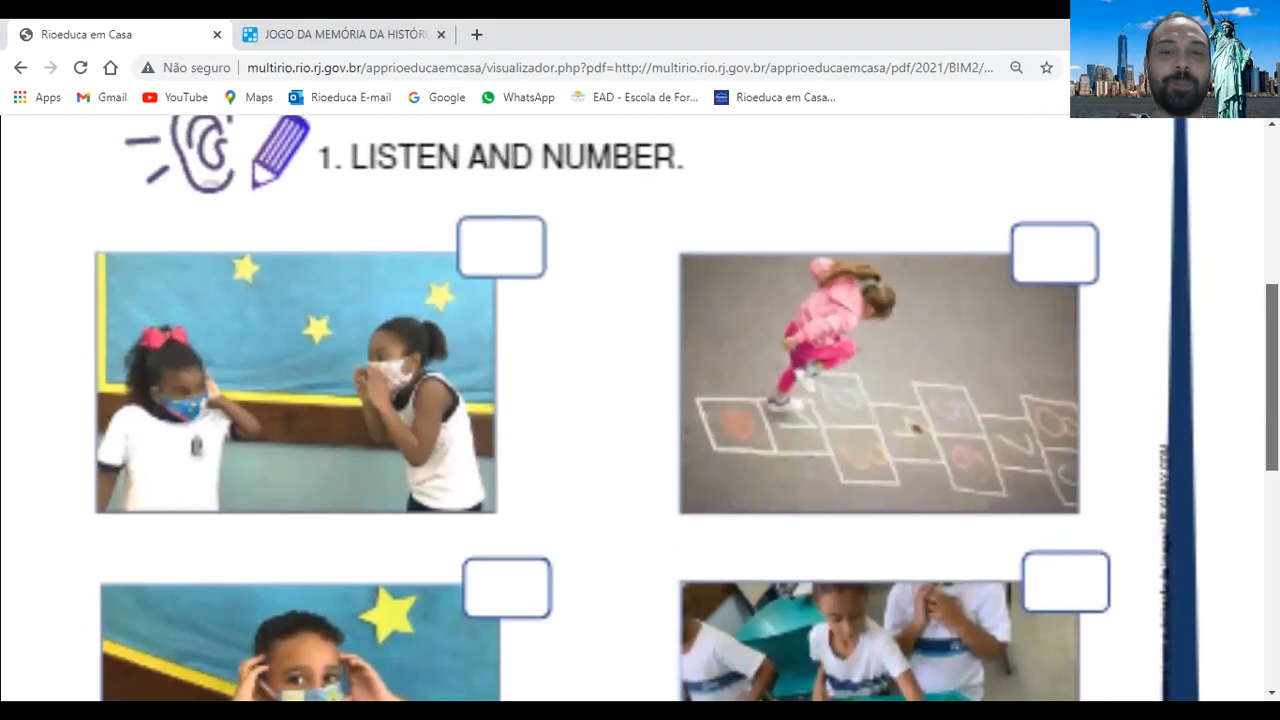 Rioeduca em Casa
JOGO DA MEMÓRIA DA HISTÓRI
Não seguro
multirio.rio.rj.gov.br/apprioeducaemcasa/visualizador.php?pdf=http://multirio.rio.rj.gov.br/apprioeducaemcasa/pdf/2021/BIM2/...
Apps
Gmail
YouTube
Maps
Rioeduca E-mail
Google
WhatsApp
EAD - Escola de For...
Rioeduca em Casa...
1. LISTEN AND NUMBER.